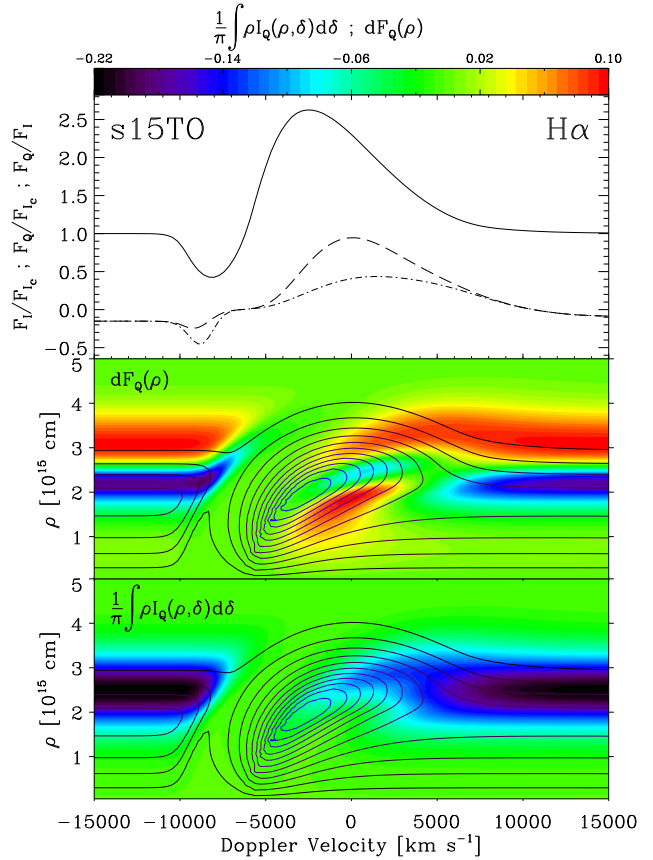 1/π ∫ρI_Q(ρ,δ)dδ ; dF_Q(ρ)
−0.22 −0.14 −0.06 0.02 0.10
s15TO Hα
F_I/F_Ic ; F_Q/F_Ic ; F_Q/F_I
2.5
2.0
1.5
1.0
0.5
0.0
−0.5
dF_Q(ρ)
ρ [10^15 cm]
5
4
3
2
1
1/π ∫ρI_Q(ρ,δ)dδ
ρ [10^15 cm]
5
4
3
2
1
−15000 −10000 −5000 0 5000 10000 15000
Doppler Velocity [km s^−1]